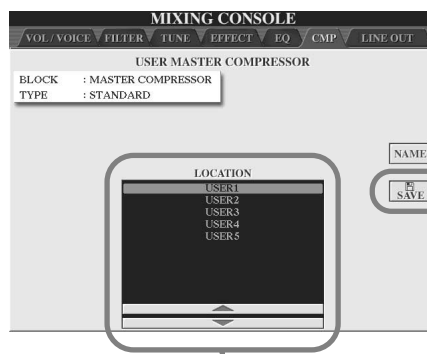 MIXING CONSOLE
VOL / VOICE FILTER TUNE EFFECT EQ CMP LINE OUT
USER MASTER COMPRESSOR
BLOCK : MASTER COMPRESSOR
TYPE : STANDARD
NAME
LOCATION
SAVE
USER1
USER2
USER3
USER4
USER5